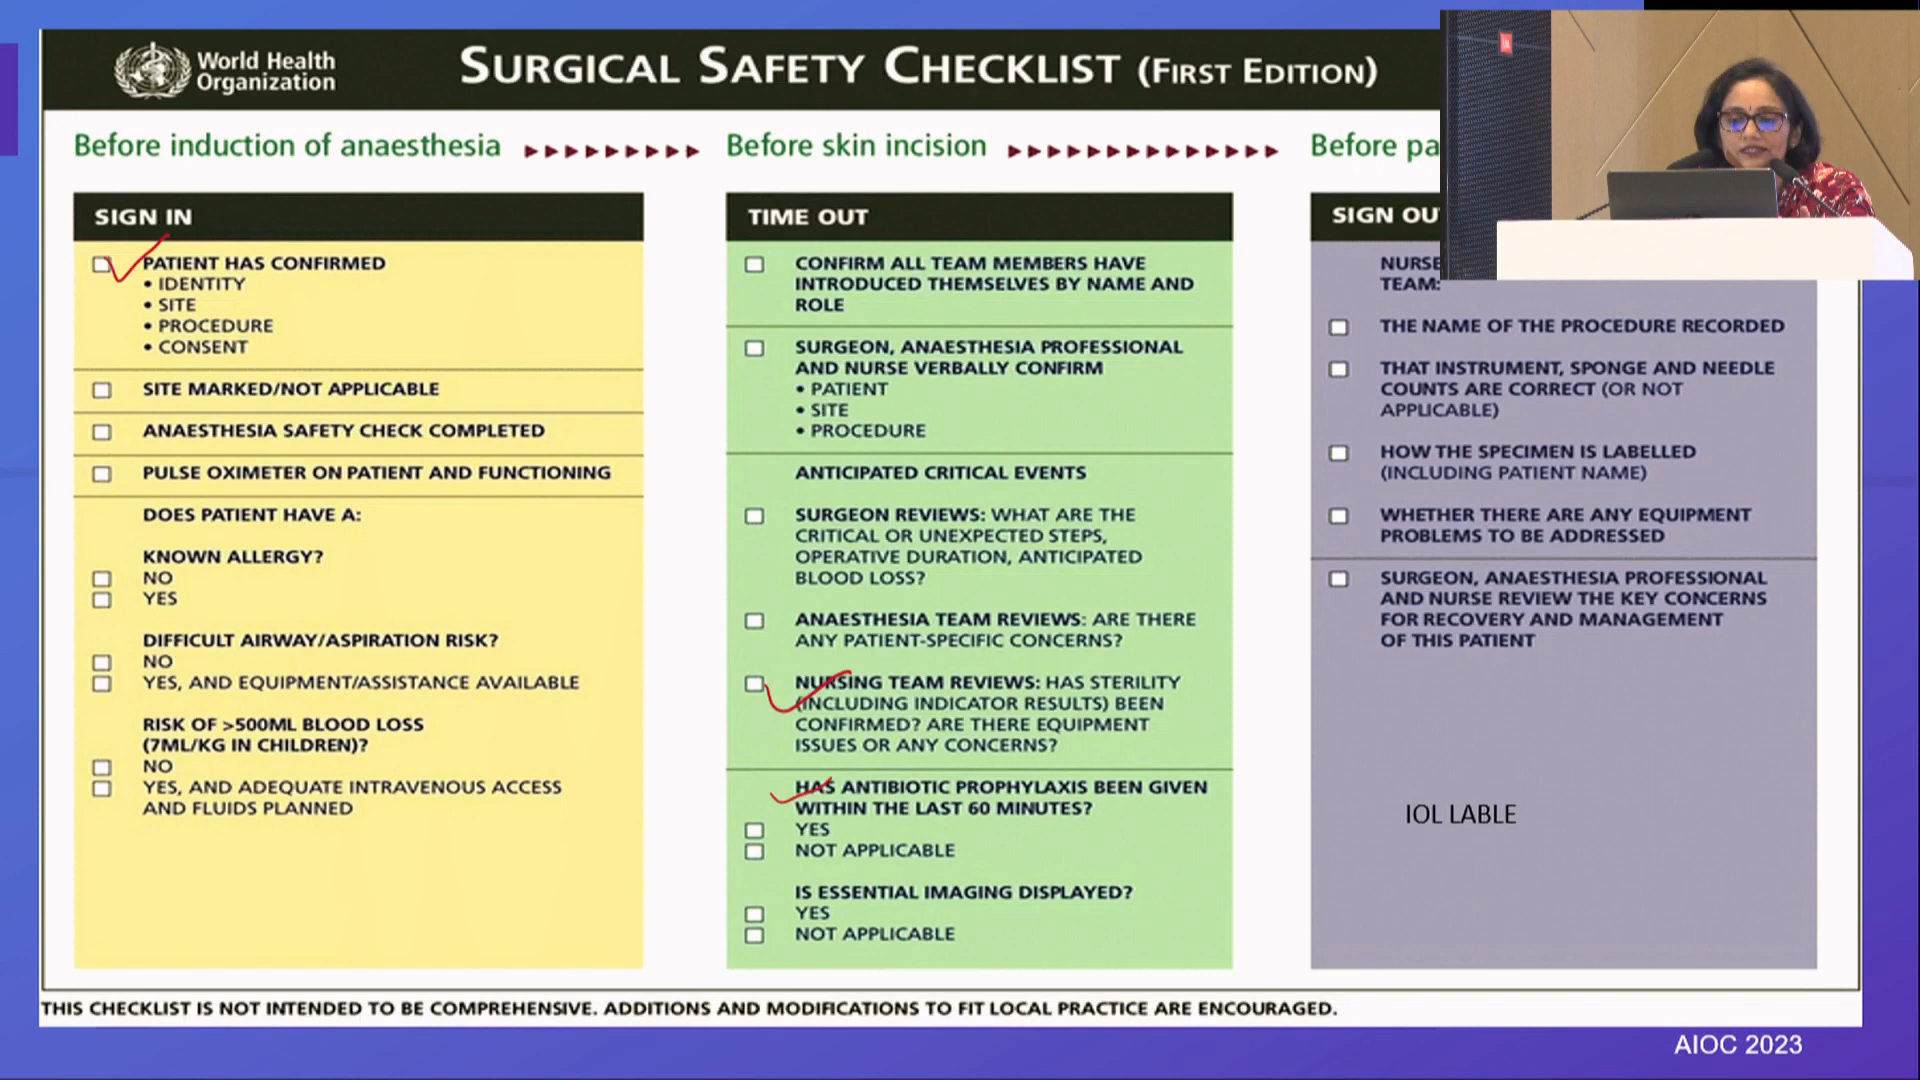 World Health
Organization
SURGICAL SAFETY CHECKLIST (FIRST EDITION)
Before induction of anaesthesia
SIGN IN
PATIENT HAS CONFIRMED
• IDENTITY
• SITE
• PROCEDURE
• CONSENT
SITE MARKED/NOT APPLICABLE
ANAESTHESIA SAFETY CHECK COMPLETED
PULSE OXIMETER ON PATIENT AND FUNCTIONING
DOES PATIENT HAVE A:
KNOWN ALLERGY?
NO
YES
DIFFICULT AIRWAY/ASPIRATION RISK?
NO
YES, AND EQUIPMENT/ASSISTANCE AVAILABLE
RISK OF >500ML BLOOD LOSS
(7ML/KG IN CHILDREN)?
NO
YES, AND ADEQUATE INTRAVENOUS ACCESS
AND FLUIDS PLANNED
Before skin incision
TIME OUT
CONFIRM ALL TEAM MEMBERS HAVE
INTRODUCED THEMSELVES BY NAME AND
ROLE
SURGEON, ANAESTHESIA PROFESSIONAL
AND NURSE VERBALLY CONFIRM
• PATIENT
• SITE
• PROCEDURE
ANTICIPATED CRITICAL EVENTS
SURGEON REVIEWS: WHAT ARE THE
CRITICAL OR UNEXPECTED STEPS,
OPERATIVE DURATION, ANTICIPATED
BLOOD LOSS?
ANAESTHESIA TEAM REVIEWS: ARE THERE
ANY PATIENT-SPECIFIC CONCERNS?
NURSING TEAM REVIEWS: HAS STERILITY
(INCLUDING INDICATOR RESULTS) BEEN
CONFIRMED? ARE THERE EQUIPMENT
ISSUES OR ANY CONCERNS?
HAS ANTIBIOTIC PROPHYLAXIS BEEN GIVEN
WITHIN THE LAST 60 MINUTES?
YES
NOT APPLICABLE
IS ESSENTIAL IMAGING DISPLAYED?
YES
NOT APPLICABLE
Before pa
SIGN OU
NURSE
TEAM:
THE NAME OF THE PROCEDURE RECORDED
THAT INSTRUMENT, SPONGE AND NEEDLE
COUNTS ARE CORRECT (OR NOT
APPLICABLE)
HOW THE SPECIMEN IS LABELLED
(INCLUDING PATIENT NAME)
WHETHER THERE ARE ANY EQUIPMENT
PROBLEMS TO BE ADDRESSED
SURGEON, ANAESTHESIA PROFESSIONAL
AND NURSE REVIEW THE KEY CONCERNS
FOR RECOVERY AND MANAGEMENT
OF THIS PATIENT
IOL LABLE
THIS CHECKLIST IS NOT INTENDED TO BE COMPREHENSIVE. ADDITIONS AND MODIFICATIONS TO FIT LOCAL PRACTICE ARE ENCOURAGED.
AIOC 2023